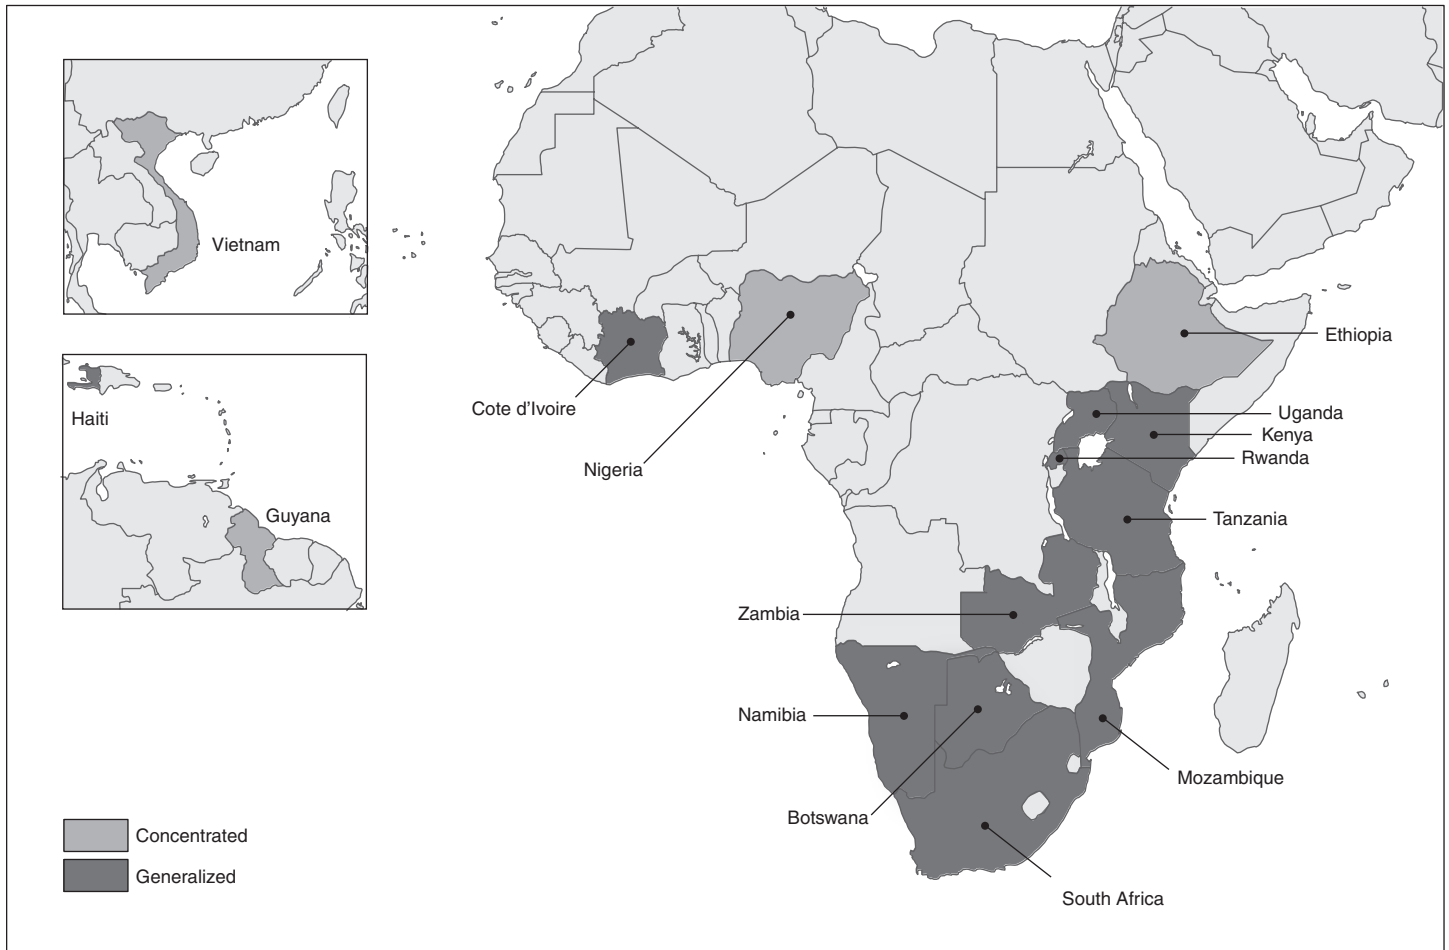 Vietnam
Haiti
Guyana
Cote d'Ivoire
Nigeria
Ethiopia
Uganda
Kenya
Rwanda
Tanzania
Zambia
Namibia
Mozambique
Botswana
South Africa
Concentrated
Generalized